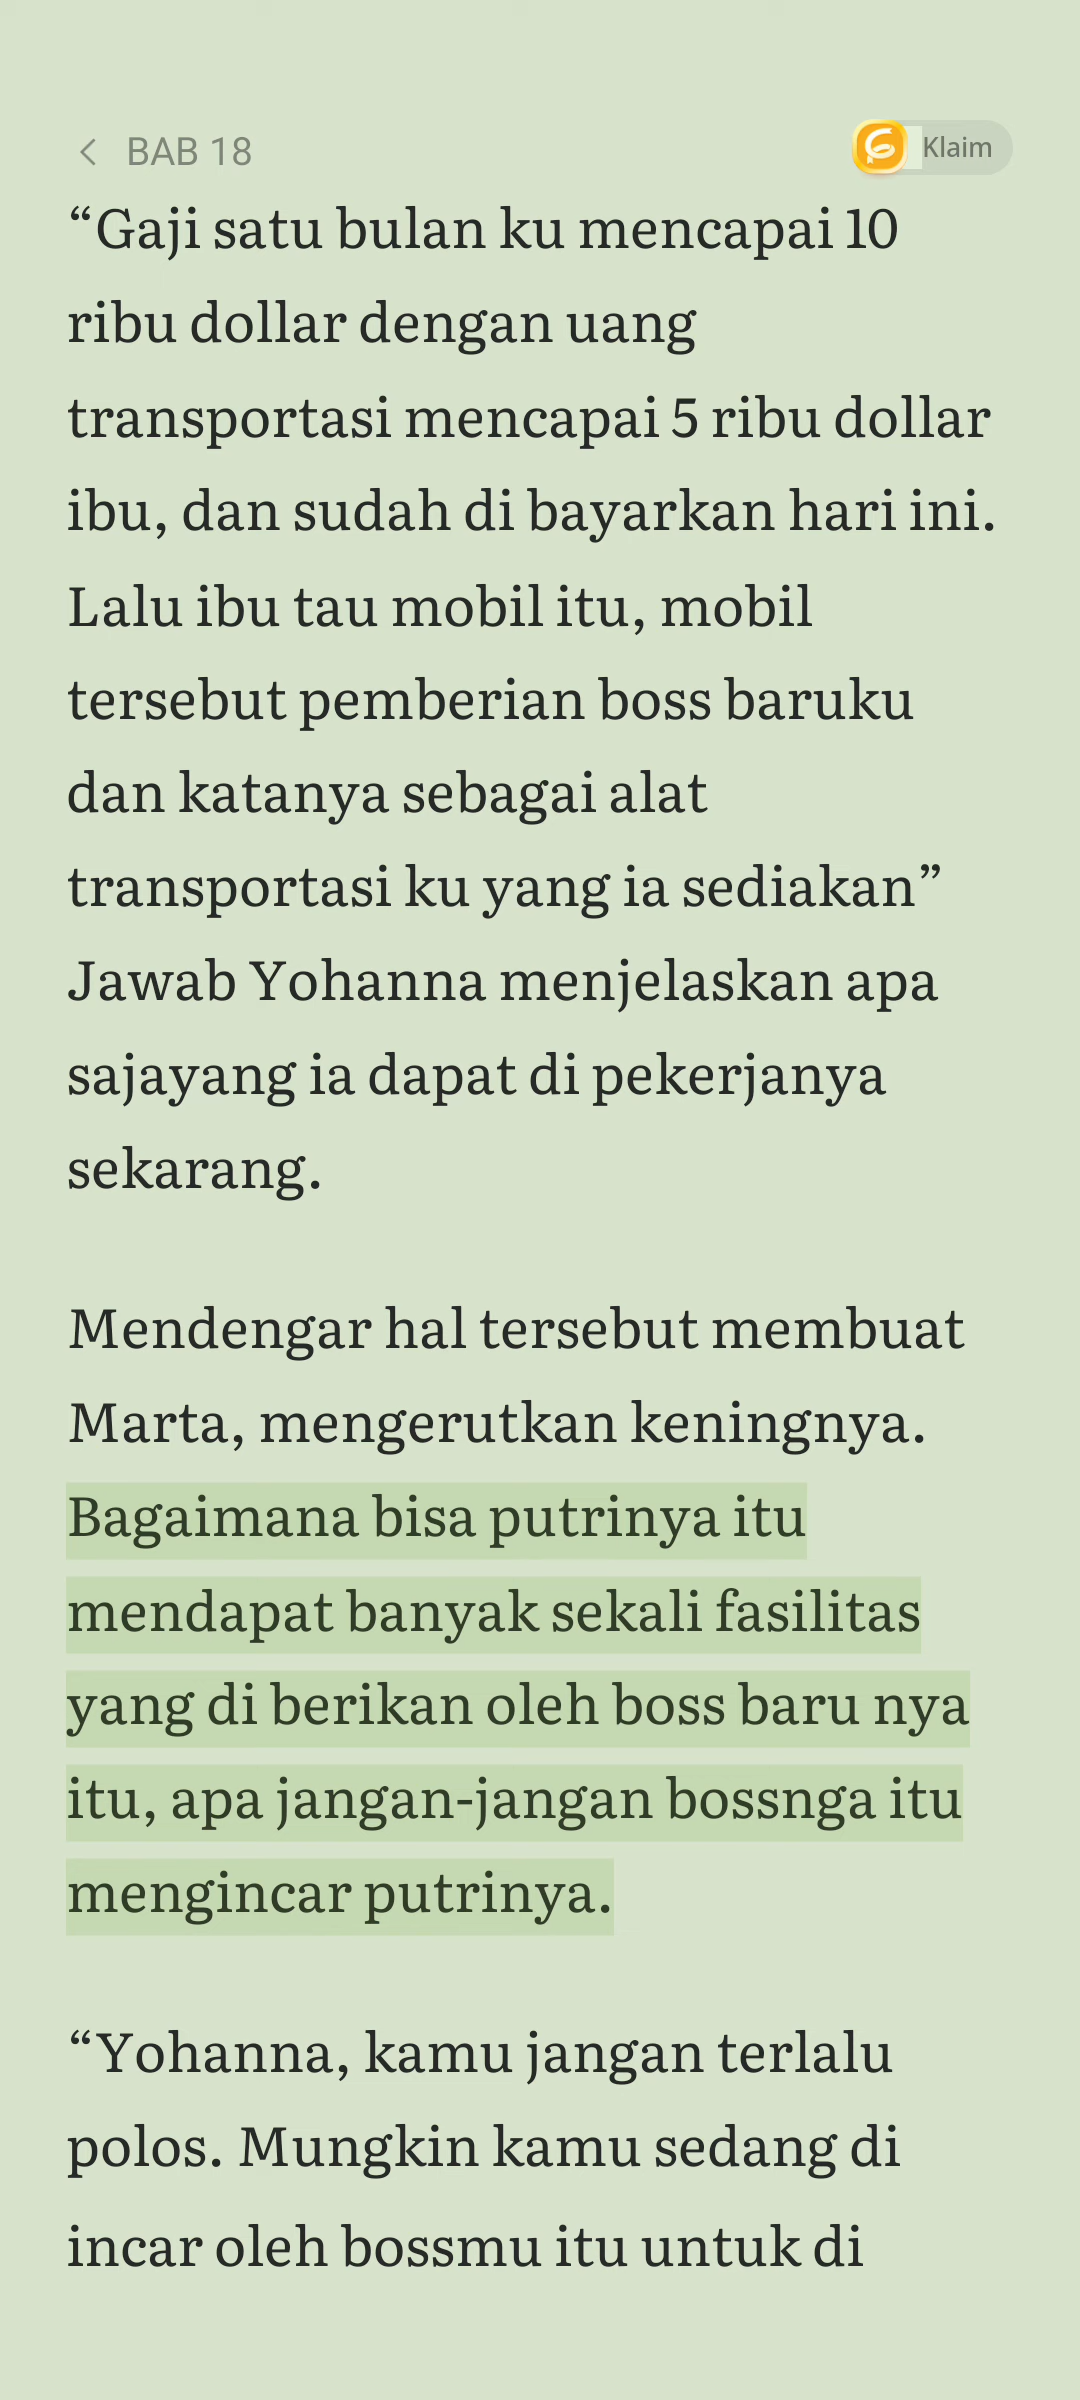 BAB 18
Klaim
“Gaji satu bulan ku mencapai 10
ribu dollar dengan uang
transportasi mencapai 5 ribu dollar
ibu, dan sudah di bayarkan hari ini.
Lalu ibu tau mobil itu, mobil
tersebut pemberian boss baruku
dan katanya sebagai alat
transportasi ku yang ia sediakan”
Jawab Yohanna menjelaskan apa
sajayang ia dapat di pekerjanya
sekarang.
Mendengar hal tersebut membuat
Marta, mengerutkan keningnya.
Bagaimana bisa putrinya itu
mendapat banyak sekali fasilitas
yang di berikan oleh boss baru nya
itu, apa jangan-jangan bossnga itu
mengincar putrinya.
“Yohanna, kamu jangan terlalu
polos. Mungkin kamu sedang di
incar oleh bossmu itu untuk di